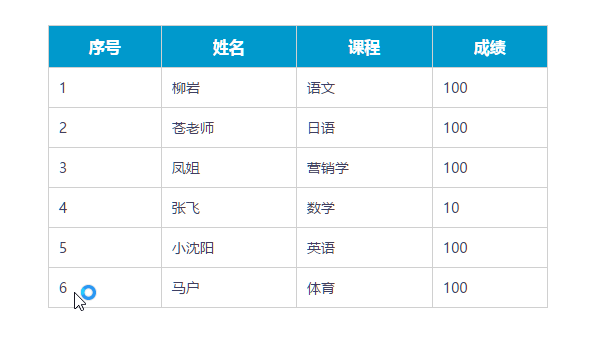 序号 姓名 课程 成绩
1 柳岩 语文 100
2 苍老师 日语 100
3 凤姐 营销学 100
4 张飞 数学 10
5 小沈阳 英语 100
6 马户 体育 100